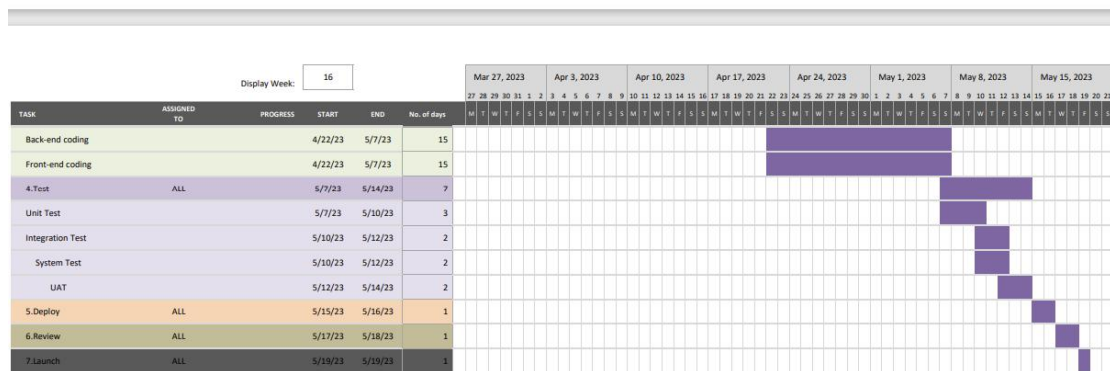 Display Week: 16
Mar 27, 2023 Apr 3, 2023 Apr 10, 2023 Apr 17, 2023 Apr 24, 2023 May 1, 2023 May 8, 2023 May 15, 2023
27 28 29 30 31 1 2 3 4 5 6 7 8 9 10 11 12 13 14 15 16 17 18 19 20 21 22 23 24 25 26 27 28 29 30 1 2 3 4 5 6 7 8 9 10 11 12 13 14 15 16 17 18 19 20 21
TASK ASSIGNED TO PROGRESS START END No. of days M T W T F S S M T W T F S S M T W T F S S M T W T F S S M T W T F S S M T W T F S S M T W T F S S M T W T F S S
Back-end coding 4/22/23 5/7/23 15
Front-end coding 4/22/23 5/7/23 15
4.Test ALL 5/7/23 5/14/23 7
Unit Test 5/7/23 5/10/23 3
Integration Test 5/10/23 5/12/23 2
System Test 5/10/23 5/12/23 2
UAT 5/12/23 5/14/23 2
5.Deploy ALL 5/15/23 5/16/23 1
6.Review ALL 5/17/23 5/18/23 1
7.Launch ALL 5/19/23 5/19/23 1